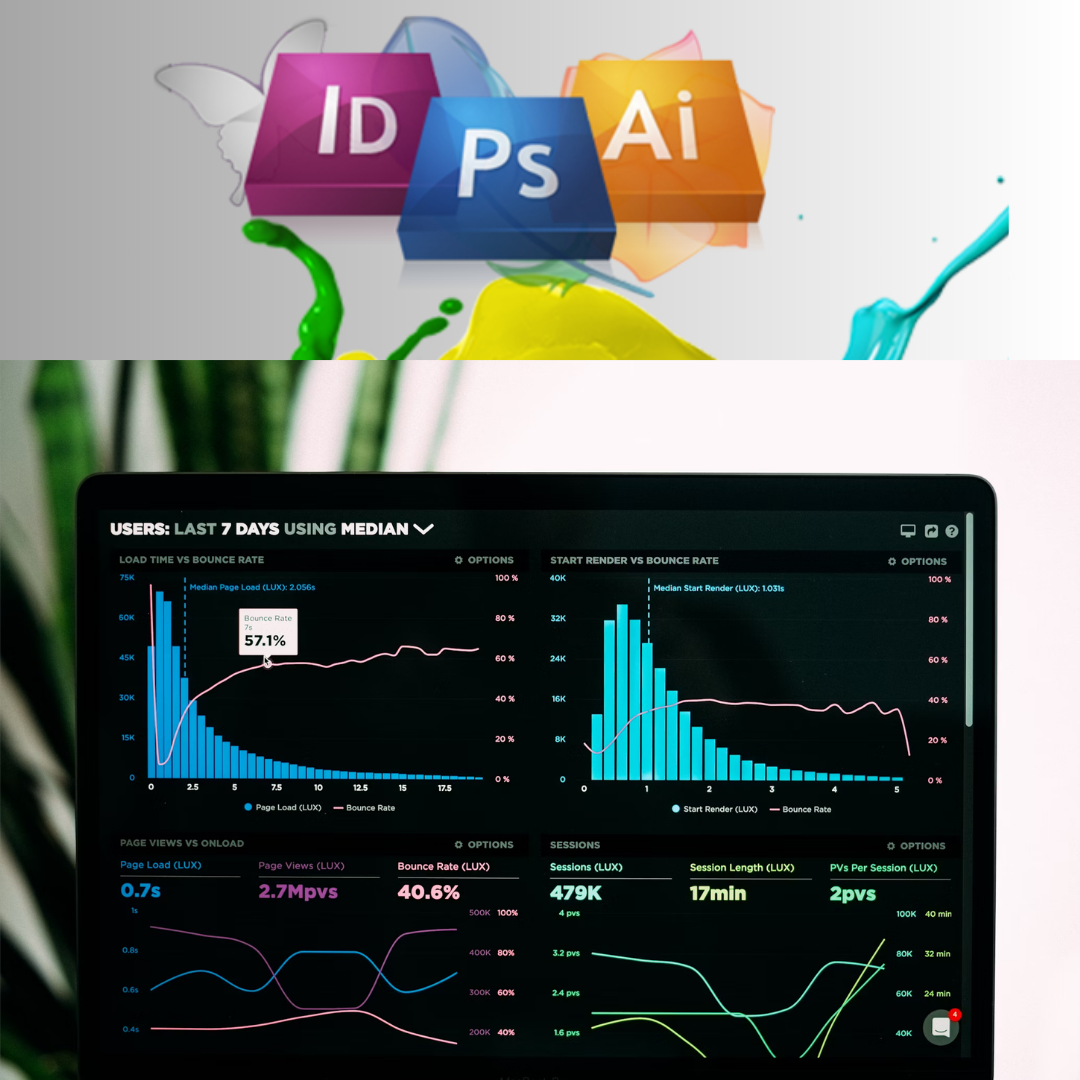 ID
Ps
Ai
USERS: LAST 7 DAYS USING MEDIAN
LOAD TIME VS BOUNCE RATE
OPTIONS
75K
60K
45K
30K
15K
0
100 %
80 %
60 %
40 %
20 %
0 %
Median Page Load (LUX): 2.056s
Bounce Rate
7s
57.1%
0 2.5 5 7.5 10 12.5 15 17.5
Page Load (LUX) Bounce Rate
START RENDER VS BOUNCE RATE
OPTIONS
40K
32K
24K
16K
8K
0
100 %
80 %
60 %
40 %
20 %
0 %
Median Start Render (LUX): 1.031s
0 1 2 3 4 5
Start Render (LUX) Bounce Rate
PAGE VIEWS VS ONLOAD
OPTIONS
Page Load (LUX) Page Views (LUX) Bounce Rate (LUX)
0.7s 2.7Mpvs 40.6%
1s
0.8s
0.6s
0.4s
500K 100%
400K 80%
300K 60%
200K 40%
SESSIONS
OPTIONS
Sessions (LUX) Session Length (LUX) PVs Per Session (LUX)
479K 17min 2pvs
4 pvs
3.2 pvs
2.4 pvs
1.6 pvs
100K 40 min
80K 32 min
60K 24 min
40K
4